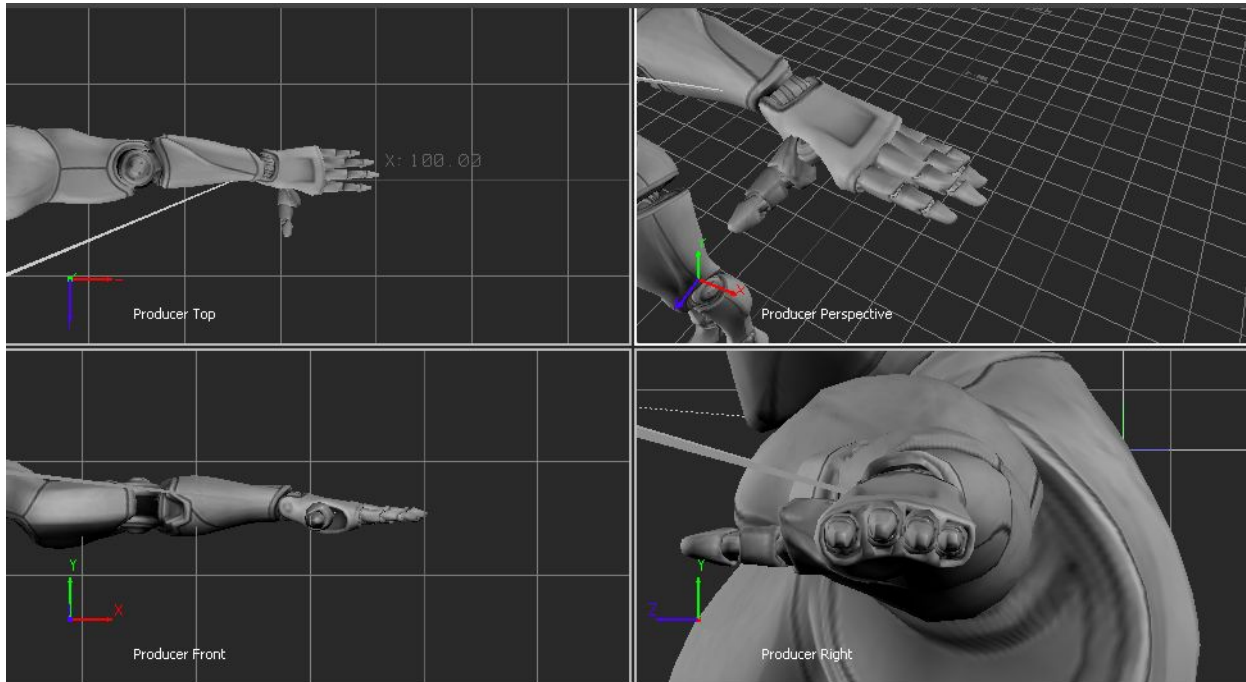 X: 100.00
Producer Top
Y
X
Producer Perspective
Y
X
Producer Front
Y
Z
Producer Right